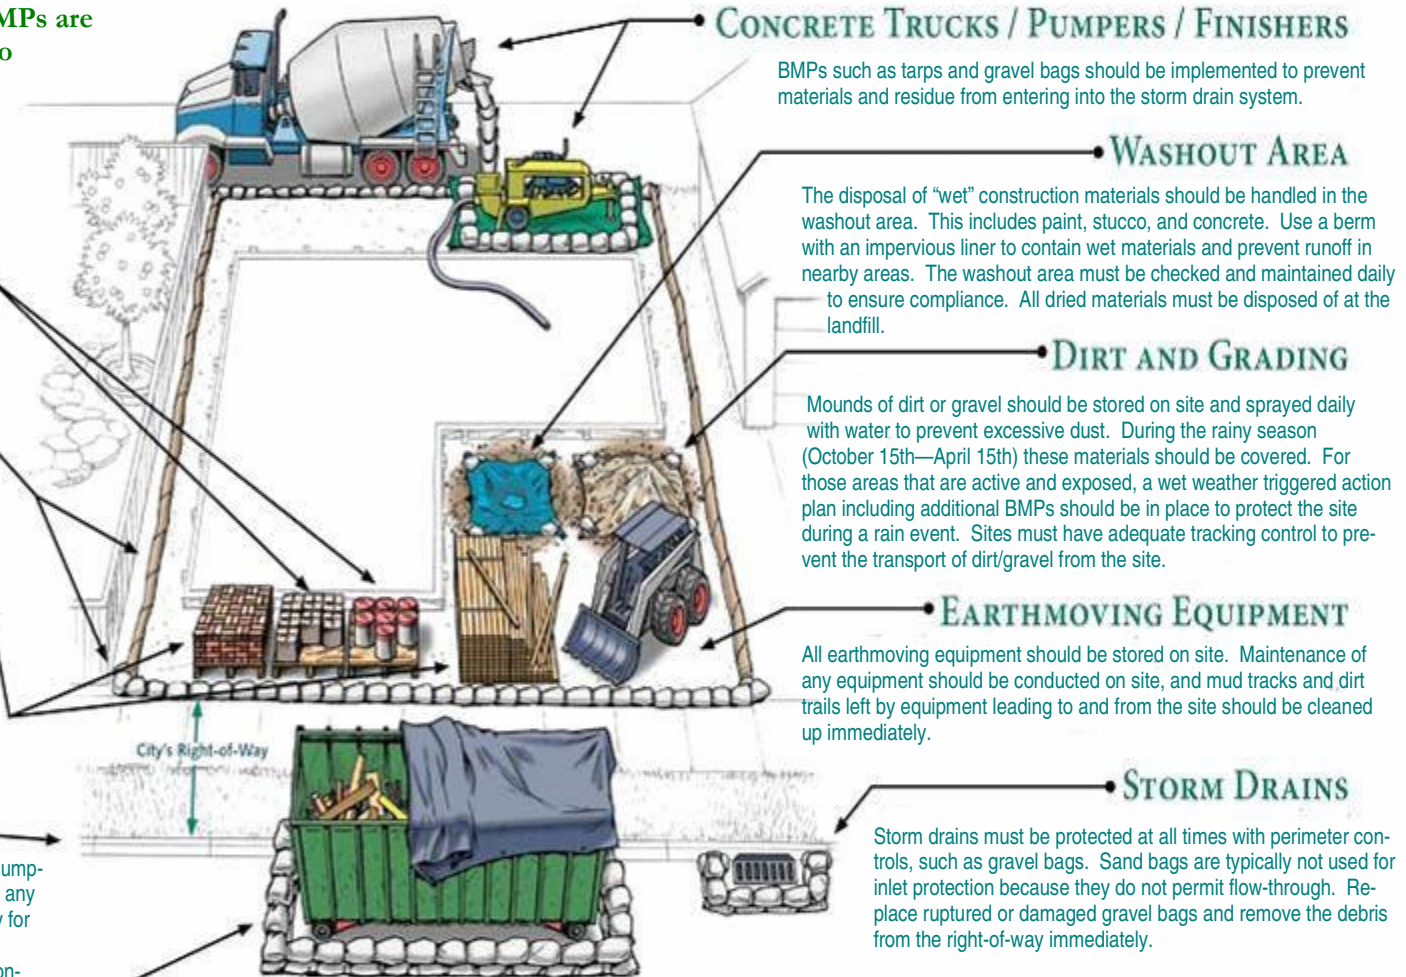 MPs are
o
CONCRETE TRUCKS / PUMPERS / FINISHERS
BMPs such as tarps and gravel bags should be implemented to prevent
materials and residue from entering into the storm drain system.
WASHOUT AREA
The disposal of “wet” construction materials should be handled in the
washout area.  This includes paint, stucco, and concrete.  Use a berm
with an impervious liner to contain wet materials and prevent runoff in
nearby areas.  The washout area must be checked and maintained daily
to ensure compliance.  All dried materials must be disposed of at the
landfill.
DIRT AND GRADING
Mounds of dirt or gravel should be stored on site and sprayed daily
with water to prevent excessive dust.  During the rainy season
(October 15th—April 15th) these materials should be covered.  For
those areas that are active and exposed, a wet weather triggered action
plan including additional BMPs should be in place to protect the site
during a rain event.  Sites must have adequate tracking control to pre-
vent the transport of dirt/gravel from the site.
EARTHMOVING EQUIPMENT
All earthmoving equipment should be stored on site.  Maintenance of
any equipment should be conducted on site, and mud tracks and dirt
trails left by equipment leading to and from the site should be cleaned
up immediately.
City's Right-of-Way
STORM DRAINS
Storm drains must be protected at all times with perimeter con-
trols, such as gravel bags.  Sand bags are typically not used for
inlet protection because they do not permit flow-through.  Re-
place ruptured or damaged gravel bags and remove the debris
from the right-of-way immediately.
ump-
any
for
on-